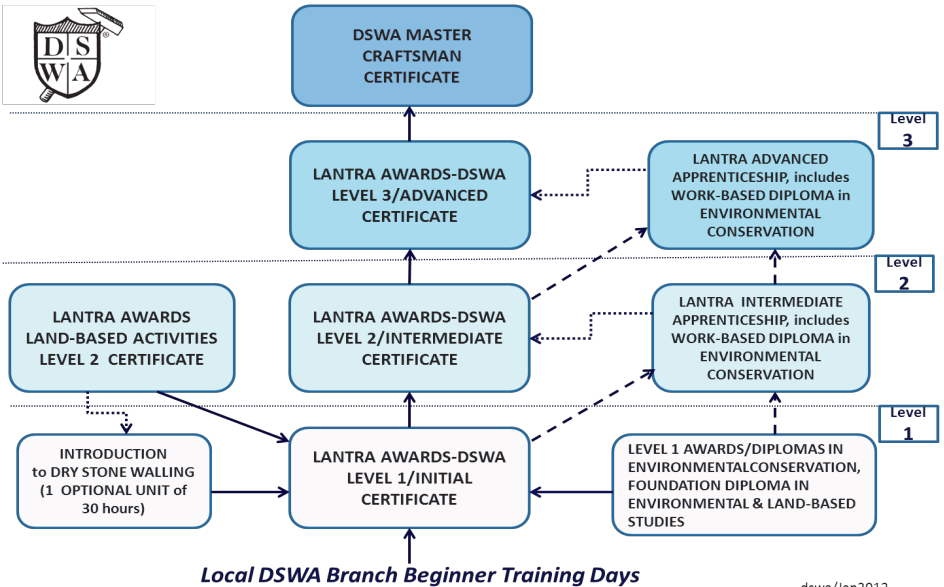 D S
W A
®
DSWA MASTER
CRAFTSMAN
CERTIFICATE
Level
3
LANTRA AWARDS-DSWA
LEVEL 3/ADVANCED
CERTIFICATE
LANTRA ADVANCED
APPRENTICESHIP, includes
WORK-BASED DIPLOMA in
ENVIRONMENTAL
CONSERVATION
Level
2
LANTRA AWARDS
LAND-BASED ACTIVITIES
LEVEL 2 CERTIFICATE
LANTRA AWARDS-DSWA
LEVEL 2/INTERMEDIATE
CERTIFICATE
LANTRA INTERMEDIATE
APPRENTICESHIP, includes
WORK-BASED DIPLOMA in
ENVIRONMENTAL
CONSERVATION
Level
1
INTRODUCTION
to DRY STONE WALLING
(1 OPTIONAL UNIT of
30 hours)
LANTRA AWARDS-DSWA
LEVEL 1/INITIAL
CERTIFICATE
LEVEL 1 AWARDS/DIPLOMAS IN
ENVIRONMENTALCONSERVATION,
FOUNDATION DIPLOMA IN
ENVIRONMENTAL & LAND-BASED
STUDIES
Local DSWA Branch Beginner Training Days